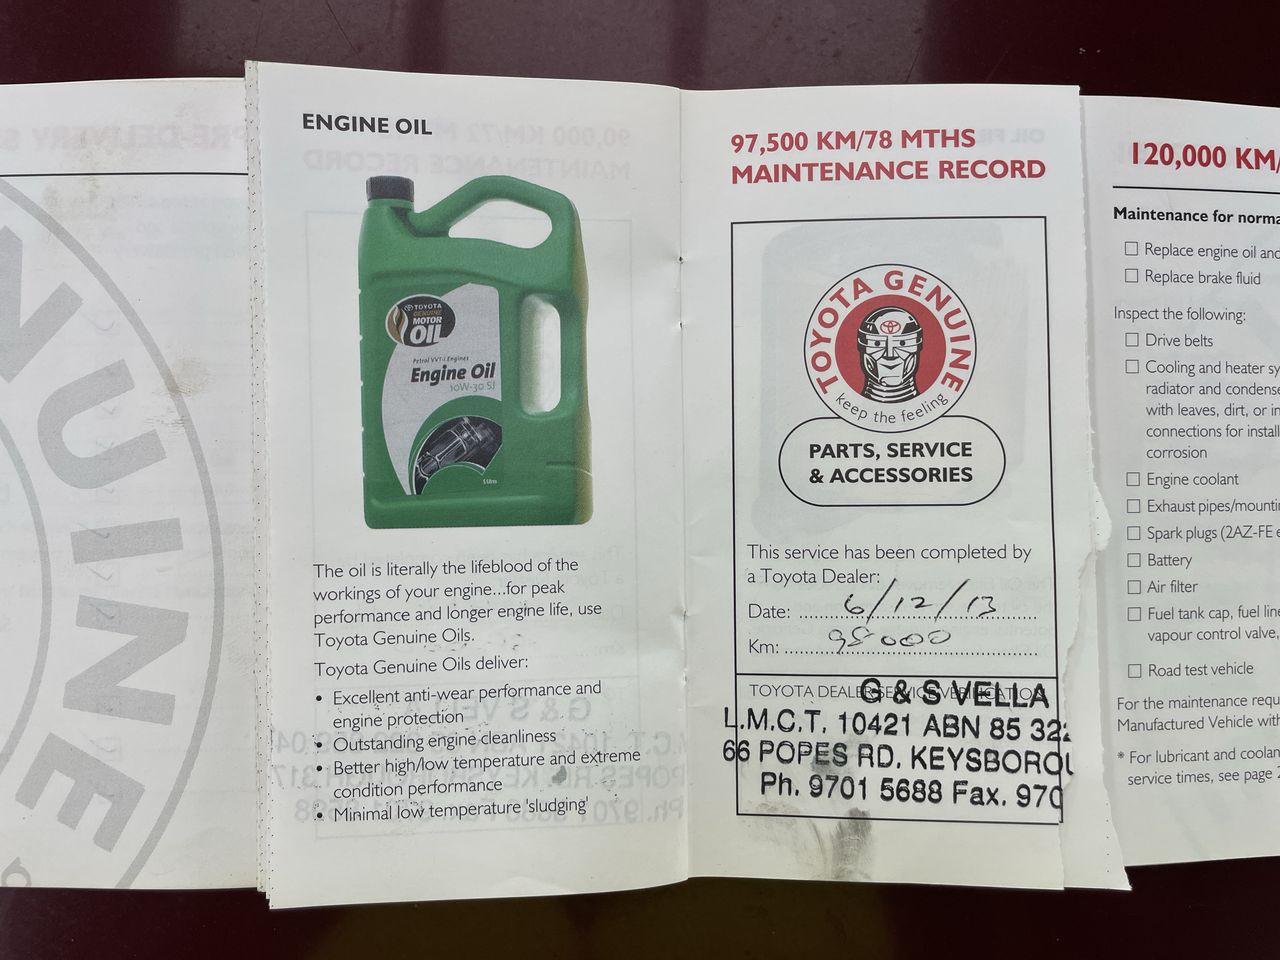 ENGINE OIL
TOYOTA
GENUINE
MOTOR
OIL
Petrol VVT-i Engines
Engine Oil
10W-30 SJ
5 Litres
The oil is literally the lifeblood of the
workings of your engine...for peak
performance and longer engine life, use
Toyota Genuine Oils.
Toyota Genuine Oils deliver:
• Excellent anti-wear performance and
engine protection
• Outstanding engine cleanliness
• Better high/low temperature and extreme
condition performance
• Minimal low temperature 'sludging'
97,500 KM/78 MTHS
MAINTENANCE RECORD
TOYOTA GENUINE
keep the feeling
PARTS, SERVICE
& ACCESSORIES
This service has been completed by
a Toyota Dealer:
Date: 6/12/13
Km: 98000
TOYOTA DEALER SERVICE VERIFICATION
G & S VELLA
L.M.C.T. 10421 ABN 85 32
66 POPES RD. KEYSBORO
Ph. 9701 5688 Fax. 970
120,000 KM/
Maintenance for norma
Replace engine oil and
Replace brake fluid
Inspect the following:
Drive belts
Cooling and heater sy
radiator and condense
with leaves, dirt, or in
connections for install
corrosion
Engine coolant
Exhaust pipes/mounti
Spark plugs (2AZ-FE e
Battery
Air filter
Fuel tank cap, fuel line
vapour control valve,
Road test vehicle
For the maintenance requ
Manufactured Vehicle with
* For lubricant and coolan
service times, see page 2